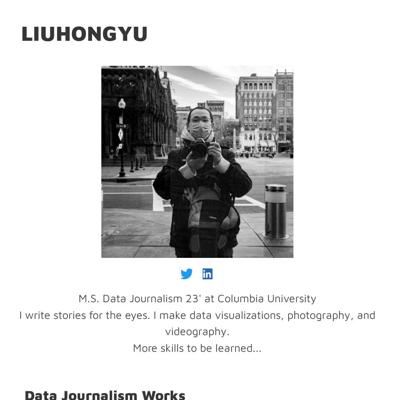 LIUHONGYU
M.S. Data Journalism 23' at Columbia University
I write stories for the eyes. I make data visualizations, photography, and
videography.
More skills to be learned...
Data Journalism Works